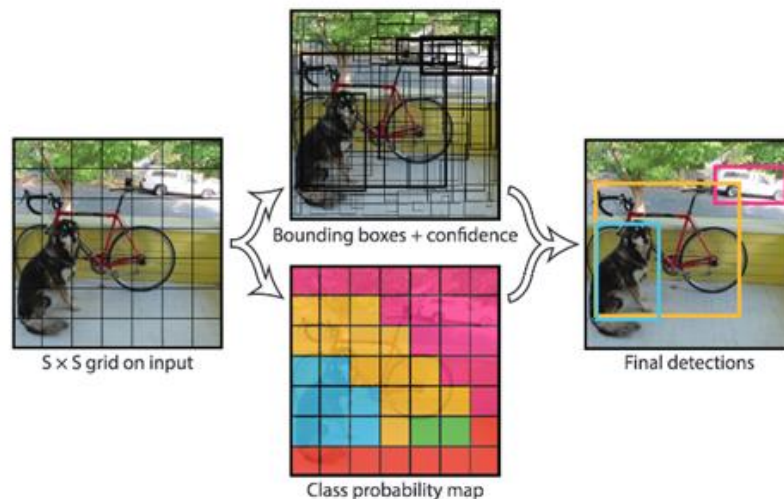 S × S grid on input
Bounding boxes + confidence
Class probability map
Final detections